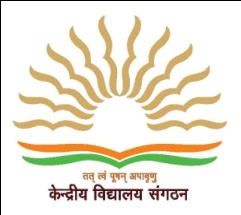 तत् त्वं पूषन् अपावृणु
केन्द्रीय विद्यालय संगठन